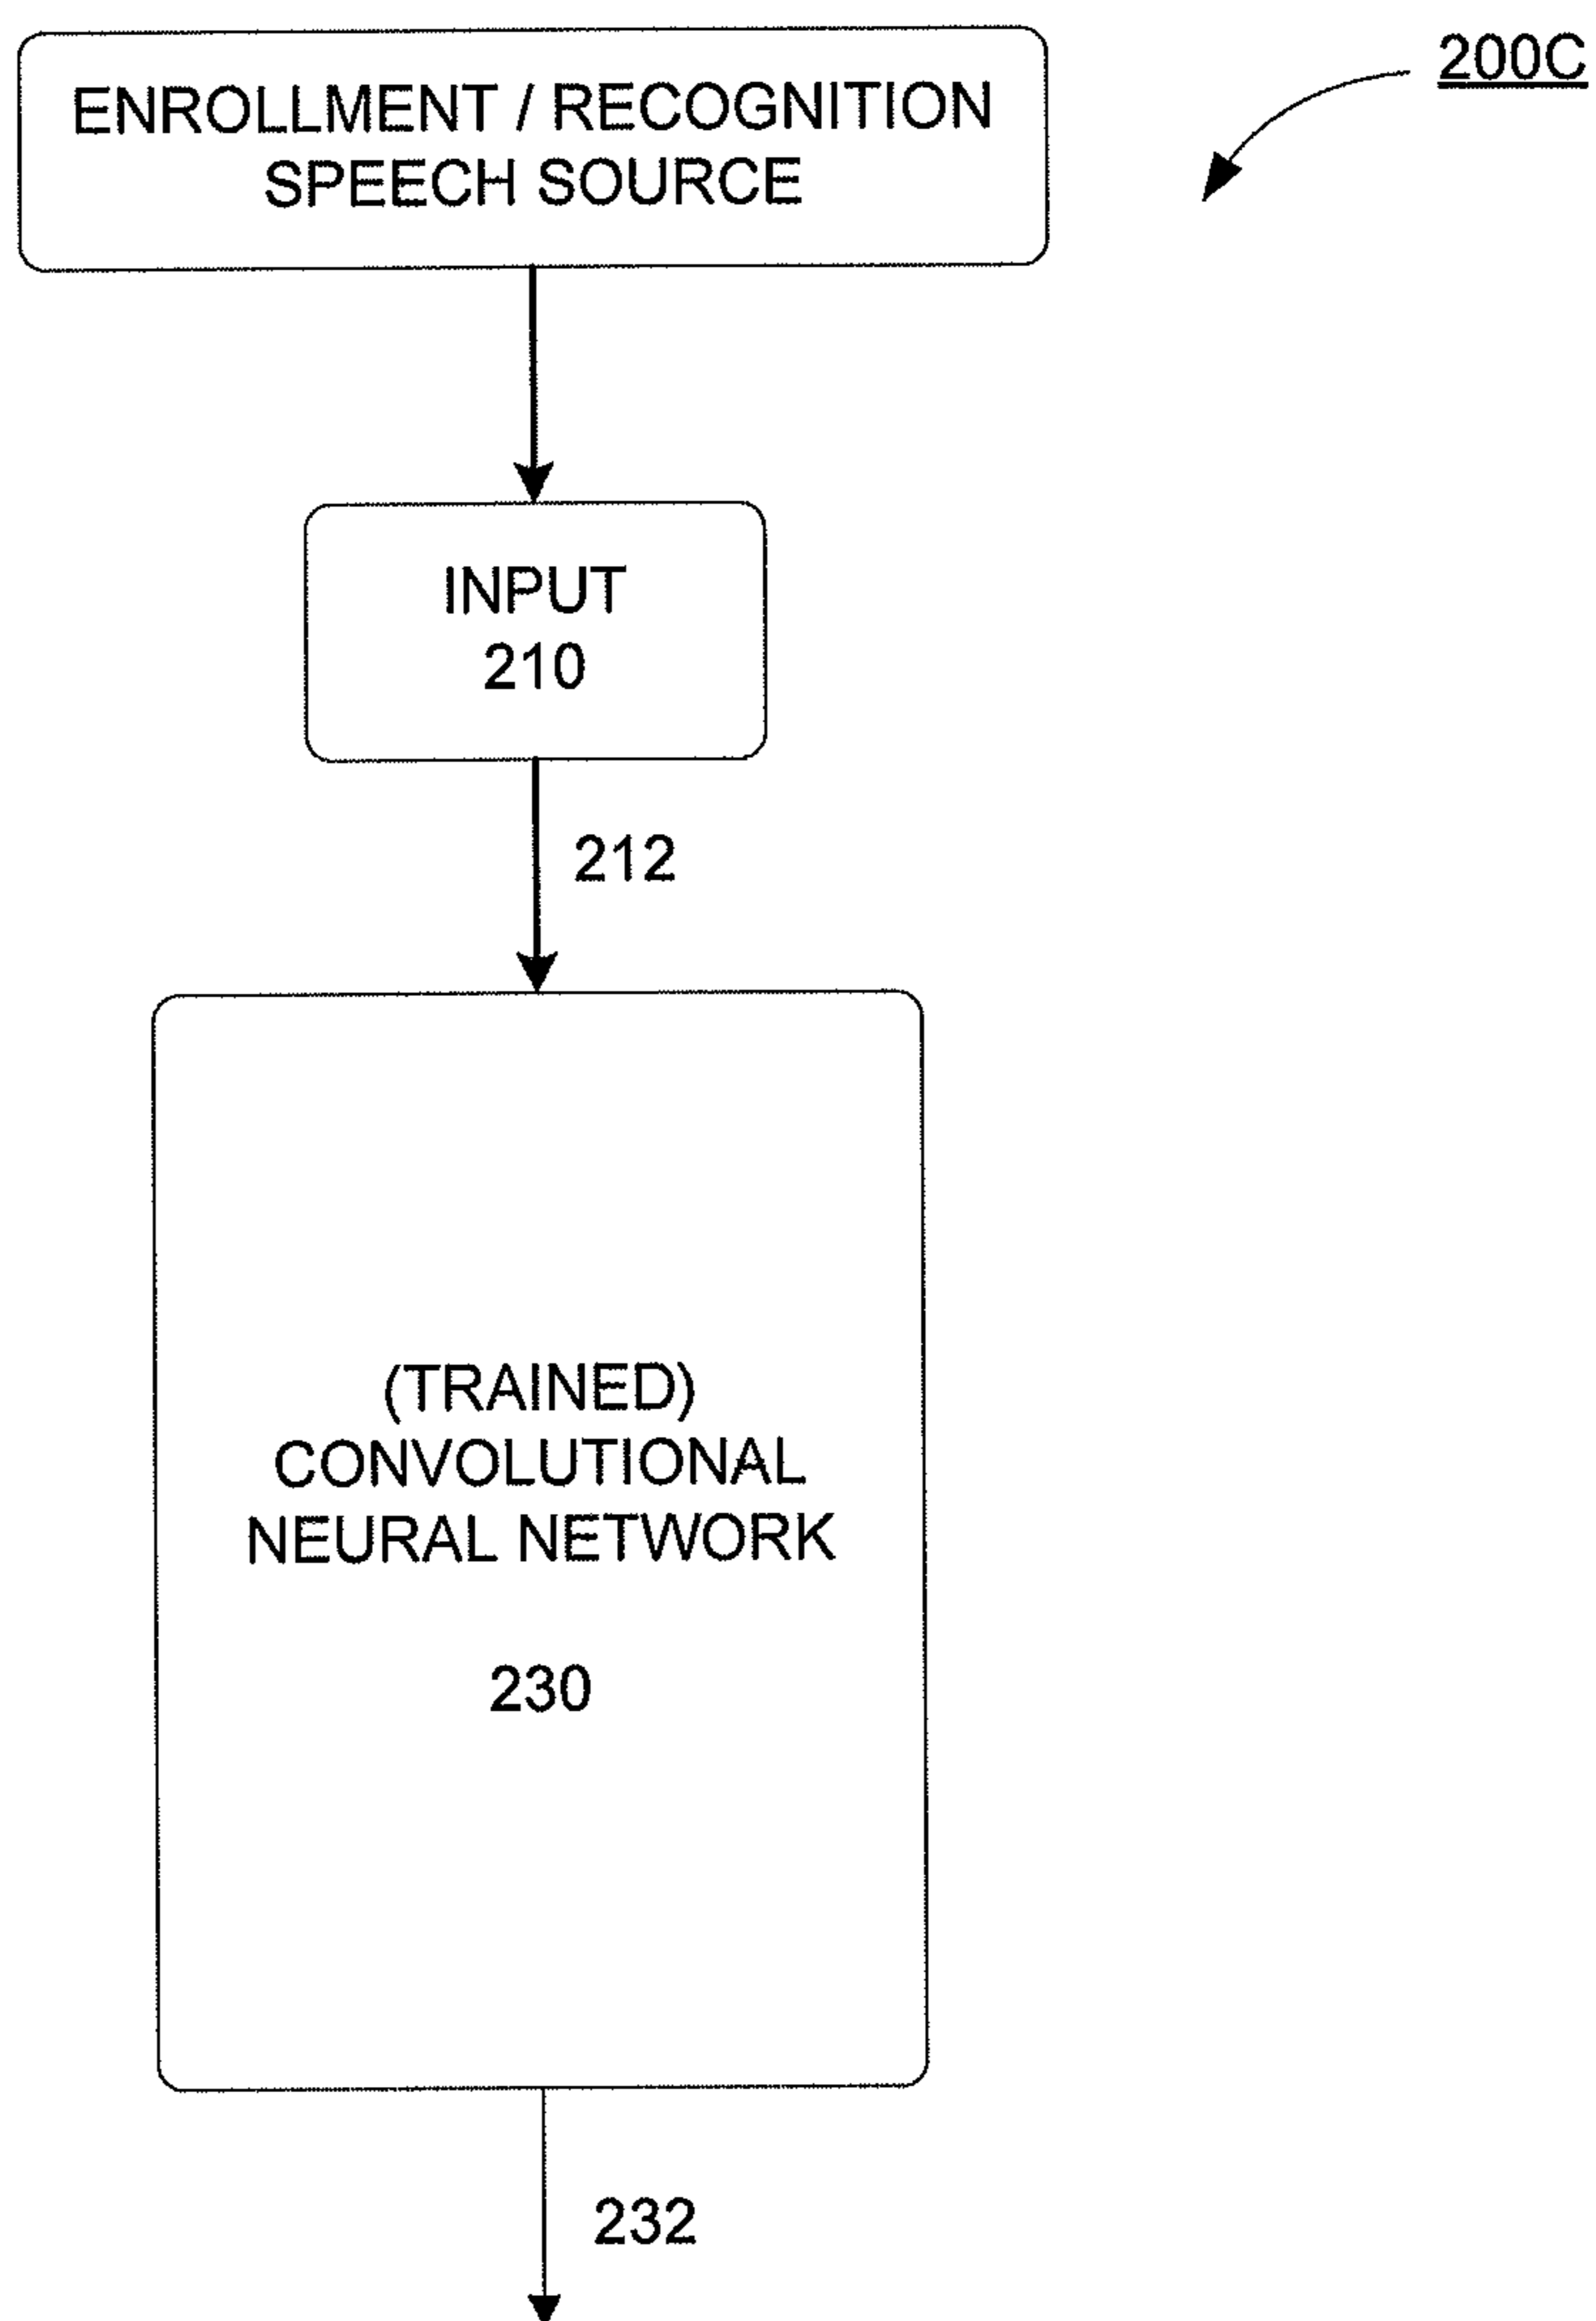 200C
ENROLLMENT / RECOGNITION
SPEECH SOURCE
INPUT
210
212
(TRAINED)
CONVOLUTIONAL
NEURAL NETWORK
230
232